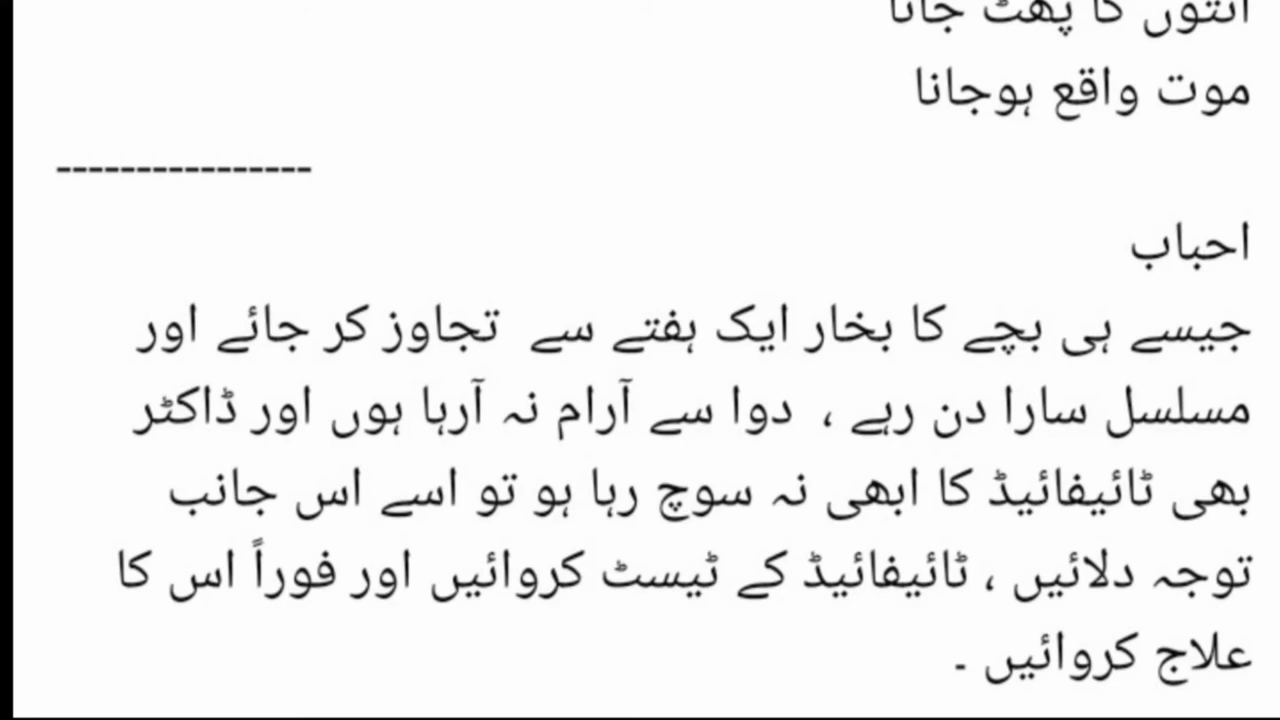 انتوں کا پھٹ جانا
موت واقع ہوجانا
----------------
احباب
جیسے ہی بچے کا بخار ایک ہفتے سے تجاوز کر جائے اور
مسلسل سارا دن رہے ، دوا سے آرام نہ آرہا ہوں اور ڈاکٹر
بھی ٹائیفائیڈ کا ابھی نہ سوچ رہا ہو تو اسے اس جانب
توجہ دلائیں ، ٹائیفائیڈ کے ٹیسٹ کروائیں اور فوراً اس کا
علاج کروائیں ۔